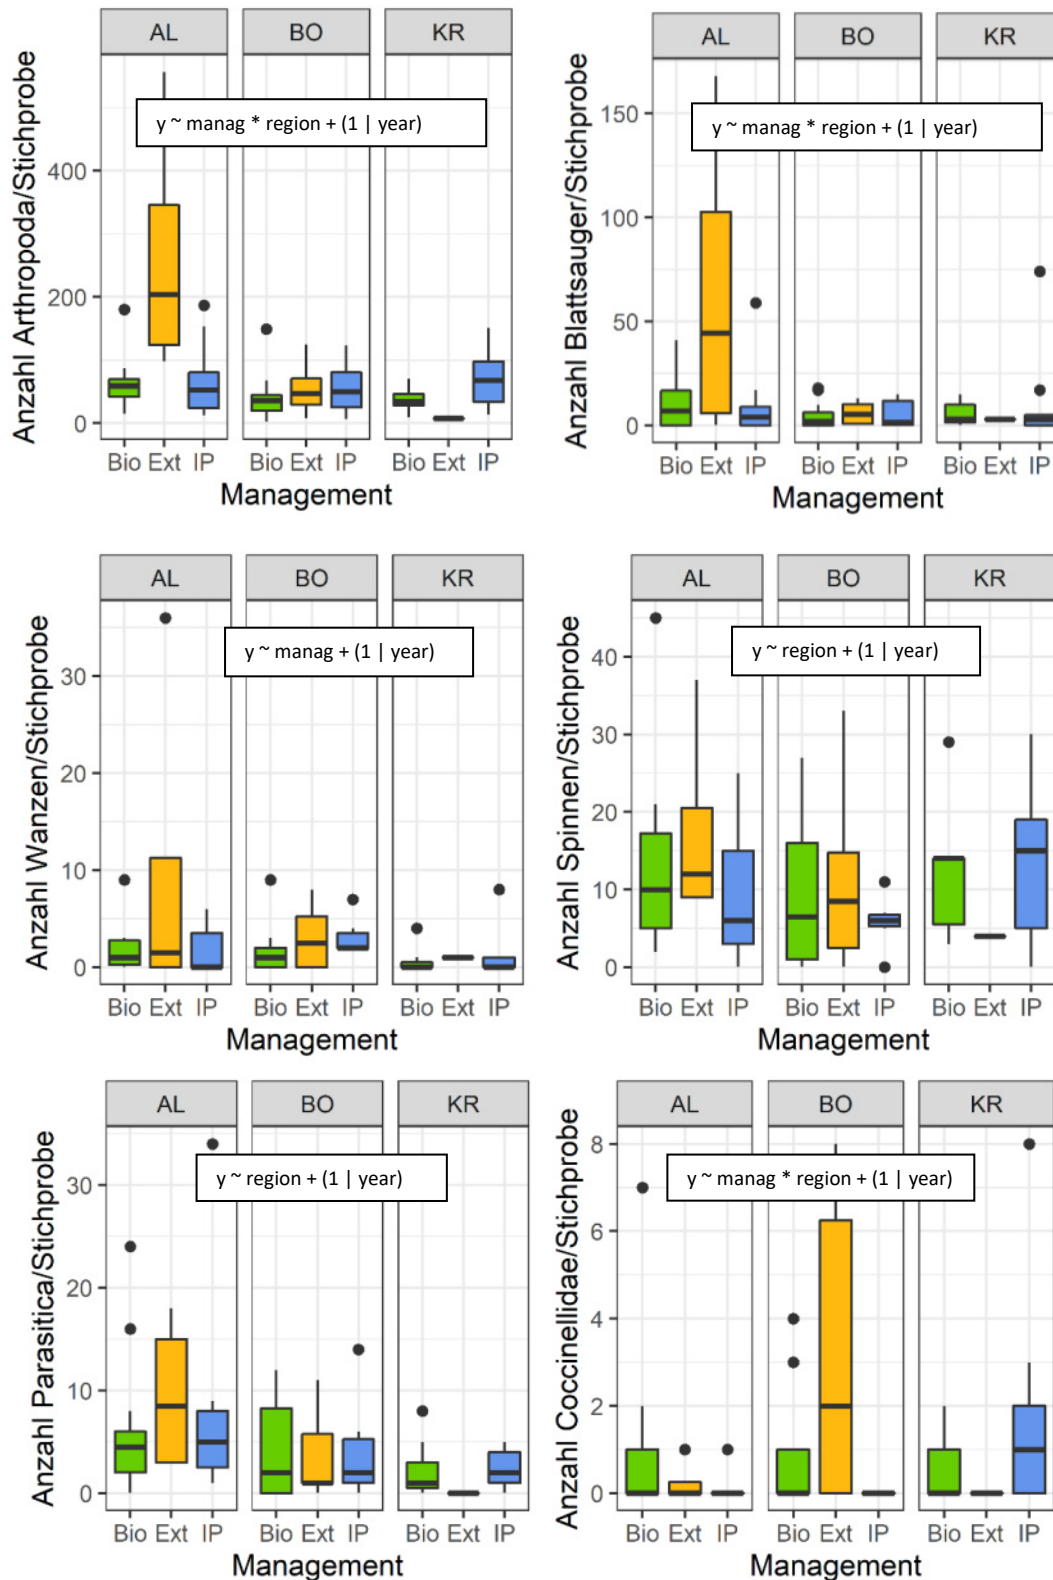 AL BO KR
Anzahl Arthropoda/Stichprobe
y ~ manag * region + (1 | year)
400
200
0
Bio Ext IP Bio Ext IP Bio Ext IP
Management
AL BO KR
Anzahl Blattsauger/Stichprobe
y ~ manag * region + (1 | year)
150
100
50
0
Bio Ext IP Bio Ext IP Bio Ext IP
Management
AL BO KR
Anzahl Wanzen/Stichprobe
y ~ manag + (1 | year)
30
20
10
0
Bio Ext IP Bio Ext IP Bio Ext IP
Management
AL BO KR
Anzahl Spinnen/Stichprobe
y ~ region + (1 | year)
40
30
20
10
0
Bio Ext IP Bio Ext IP Bio Ext IP
Management
AL BO KR
Anzahl Parasitica/Stichprobe
y ~ region + (1 | year)
30
20
10
0
Bio Ext IP Bio Ext IP Bio Ext IP
Management
AL BO KR
Anzahl Coccinellidae/Stichprobe
y ~ manag * region + (1 | year)
8
6
4
2
0
Bio Ext IP Bio Ext IP Bio Ext IP
Management